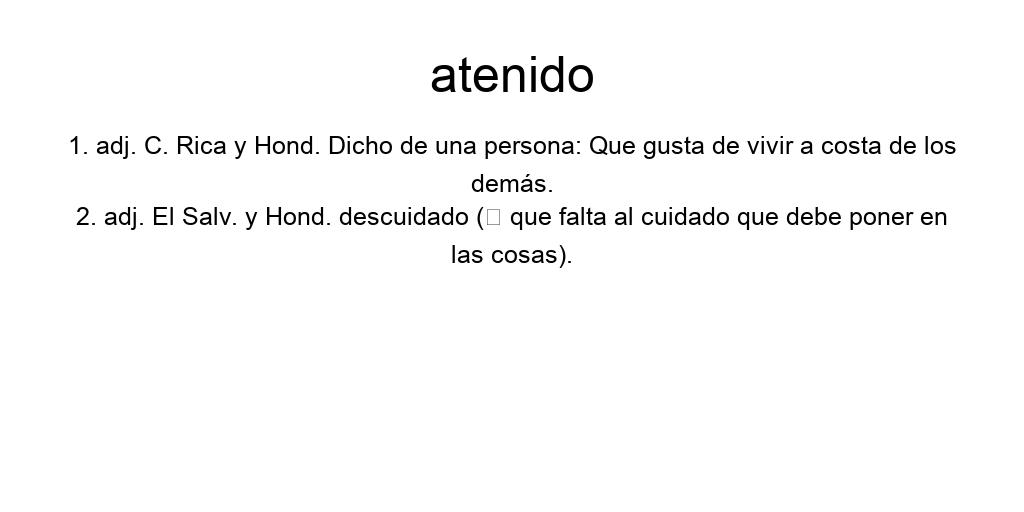 atenido
1. adj. C. Rica y Hond. Dicho de una persona: Que gusta de vivir a costa de los
demás.
2. adj. El Salv. y Hond. descuidado (□ que falta al cuidado que debe poner en
las cosas).